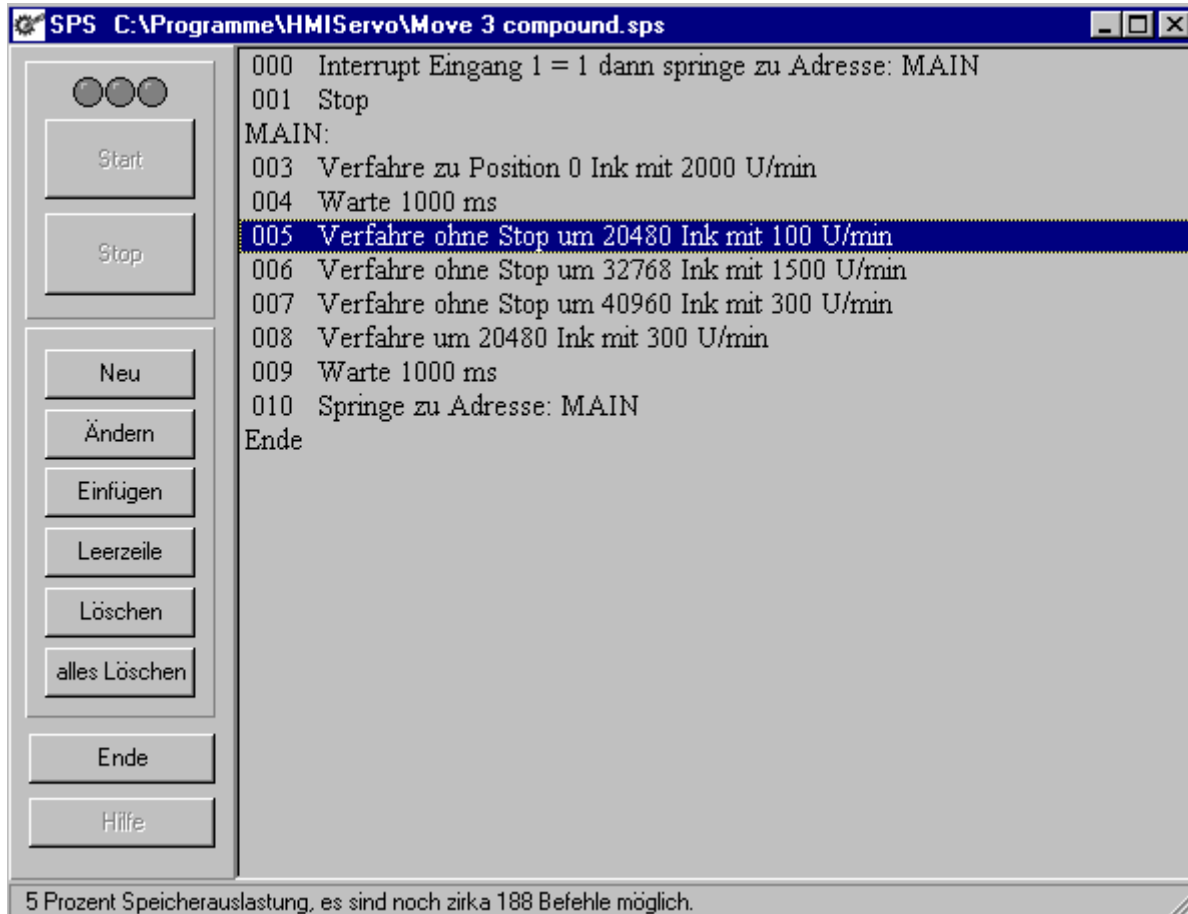 SPS C:\Programme\HMIServo\Move 3 compound.sps
Start
Stop
Neu
Ändern
Einfügen
Leerzeile
Löschen
alles Löschen
Ende
Hilfe
000 Interrupt Eingang 1 = 1 dann springe zu Adresse: MAIN
001 Stop
MAIN:
003 Verfahre zu Position 0 Ink mit 2000 U/min
004 Warte 1000 ms
005 Verfahre ohne Stop um 20480 Ink mit 100 U/min
006 Verfahre ohne Stop um 32768 Ink mit 1500 U/min
007 Verfahre ohne Stop um 40960 Ink mit 300 U/min
008 Verfahre um 20480 Ink mit 300 U/min
009 Warte 1000 ms
010 Springe zu Adresse: MAIN
Ende
5 Prozent Speicherauslastung, es sind noch zirka 188 Befehle möglich.